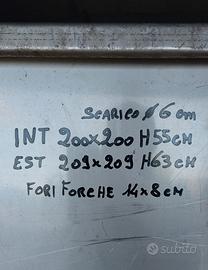 SCARICO Ø 6 cm
INT 200x200 H55cm
EST 209x209 H63cm
FORI FORCHE 14x8cm
subito